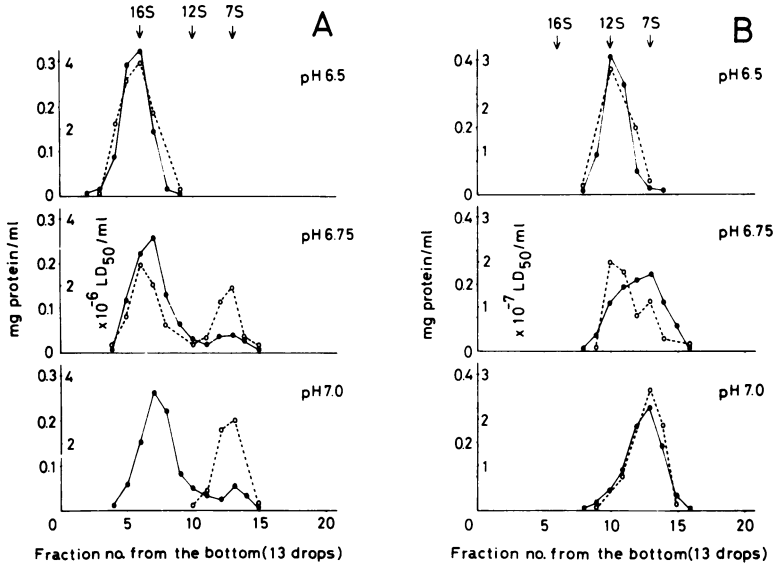 16S 12S 7S A
pH 6.5
0.3 4
0.2
2
0.1
0
pH 6.75
0.3 4
0.2
2
0.1
0
mg protein/ml
x10-6 LD50/ml
pH 7.0
0.3 4
0.2
2
0.1
0 5 10 15 20
Fraction no. from the bottom (13 drops)
16S 12S 7S B
pH 6.5
0.4 3
2
0.2
1
0
pH 6.75
0.4 3
2
0.2
1
0
mg protein/ml
x10-7 LD50/ml
pH 7.0
0.4 3
2
0.2
1
0 5 10 15 20
Fraction no. from the bottom (13 drops)